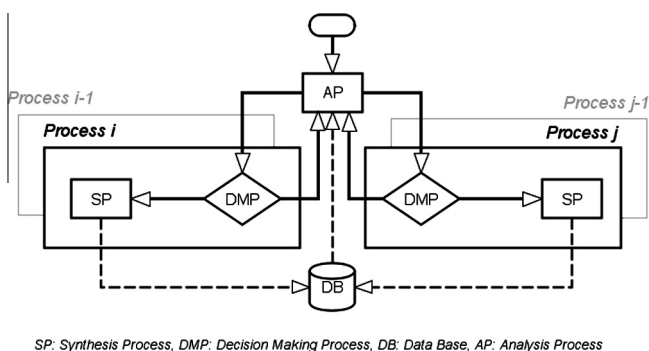 AP
Process i-1
Process j-1
Process i
Process j
SP
DMP
DMP
SP
DB
SP: Synthesis Process, DMP: Decision Making Process, DB: Data Base, AP: Analysis Process